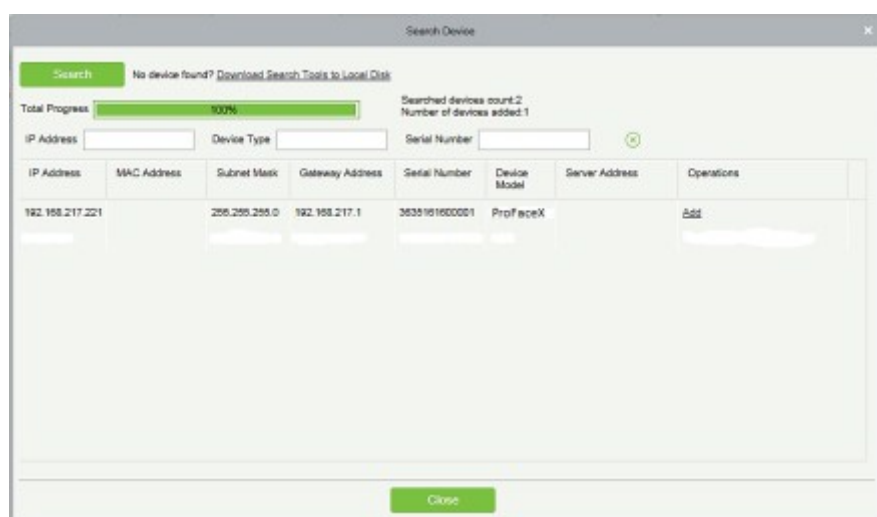 Search Device
Search No device found? Download Search Tools to Local Disk
Total Progress 100% Searched devices count:2
Number of devices added:1
IP Address Device Type Serial Number
IP Address MAC Address Subnet Mask Gateway Address Serial Number Device Model Server Address Operations
192.168.217.221 255.255.255.0 192.168.217.1 3635161600001 ProFaceX Add
Close